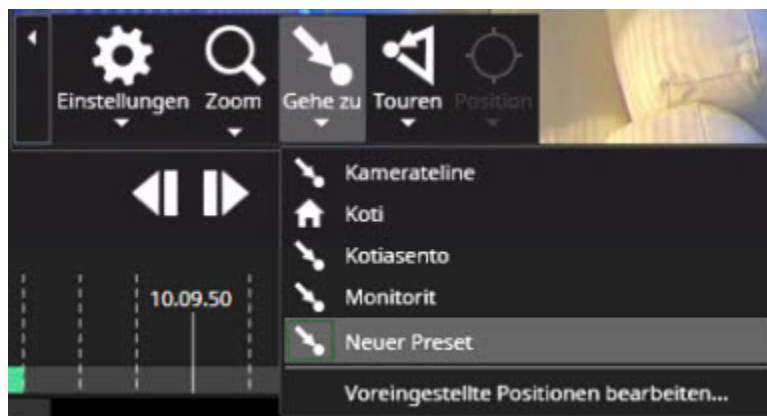 Einstellungen Zoom Gehe zu Touren Position
Kamerateline
Koti
Kotiasento
10.09.50
Monitorit
Neuer Preset
Voreingestellte Positionen bearbeiten...